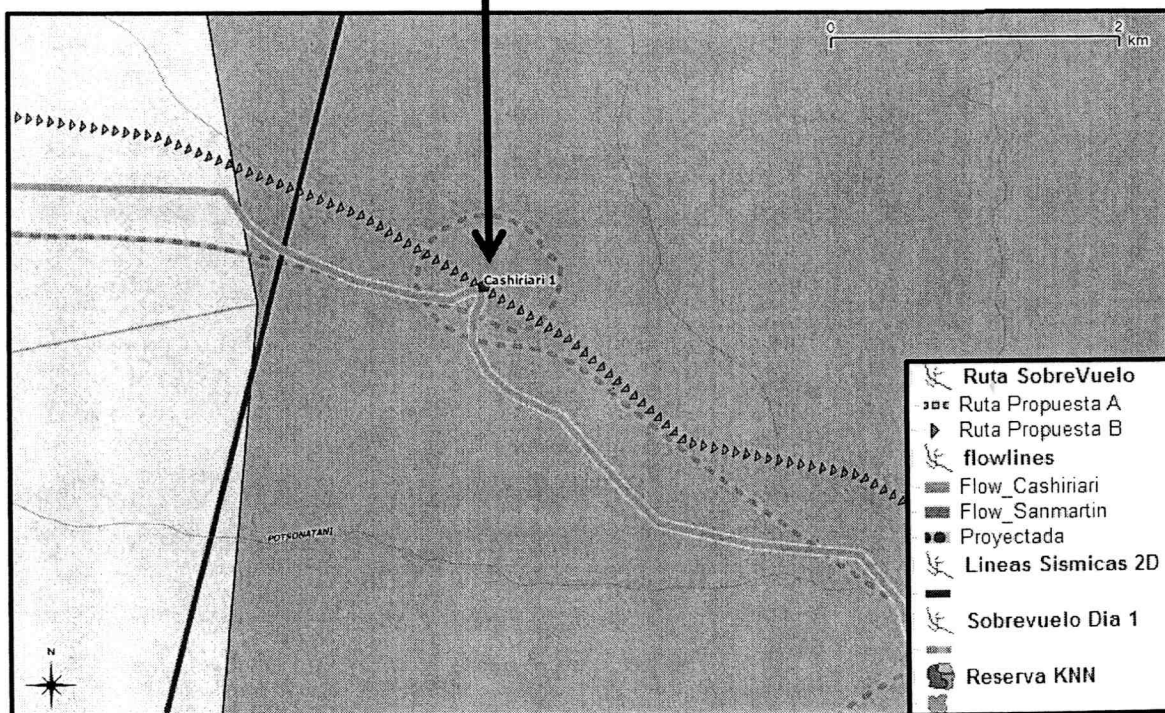 0 2
km
Cashiriari 1
POTSONATANI
N
Ruta SobreVuelo
Ruta Propuesta A
Ruta Propuesta B
flowlines
Flow_Cashiriari
Flow_Sanmartin
Proyectada
Lineas Sismicas 2D
Sobrevuelo Dia 1
Reserva KNN